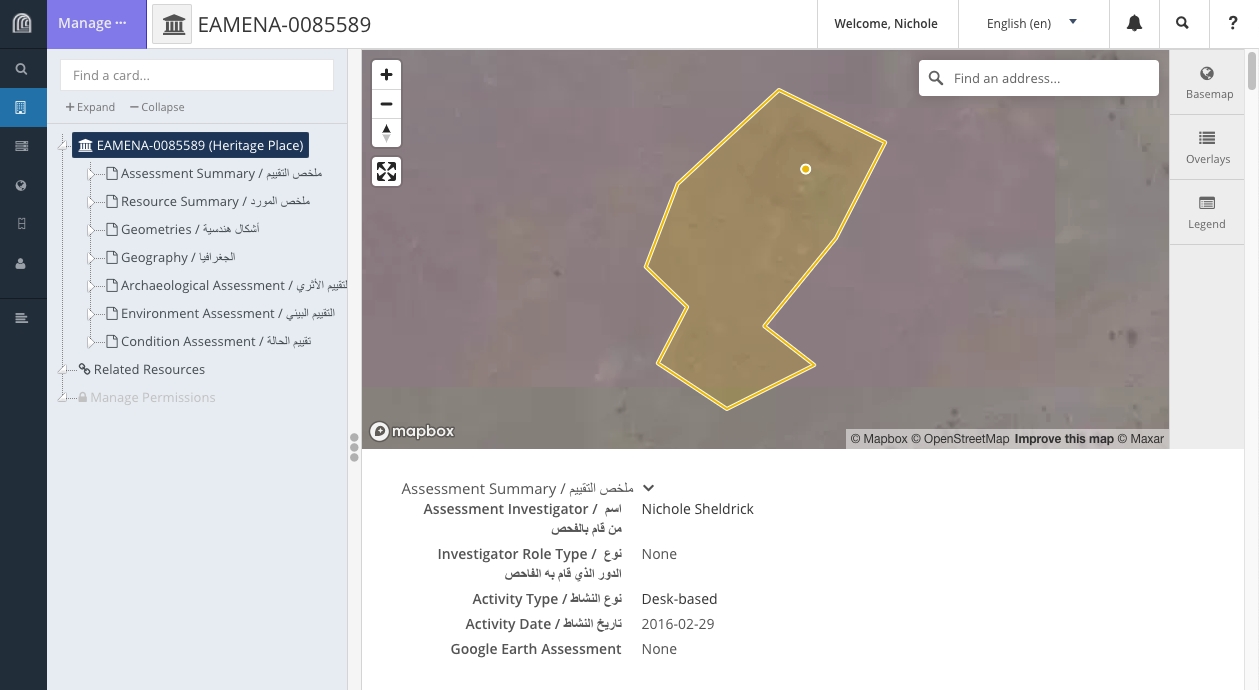 Manage ···
EAMENA-0085589
Welcome, Nichole
English (en)
?
Find a card...
+ Expand
− Collapse
EAMENA-0085589 (Heritage Place)
Assessment Summary / ملخص التقييم
Resource Summary / ملخص المورد
Geometries / أشكال هندسية
Geography / الجغرافيا
Archaeological Assessment / لتقييم الأثري
Environment Assessment / التقييم البيئي
Condition Assessment / تقييم الحالة
Related Resources
Manage Permissions
Find an address...
Basemap
Overlays
Legend
mapbox
© Mapbox © OpenStreetMap Improve this map © Maxar
Assessment Summary / ملخص التقييم
Assessment Investigator / اسم
من قام بالفحص
Nichole Sheldrick
Investigator Role Type / نوع
الدور الذي قام به الفاحص
None
Activity Type / نوع النشاط Desk-based
Activity Date / تاريخ النشاط 2016-02-29
Google Earth Assessment None